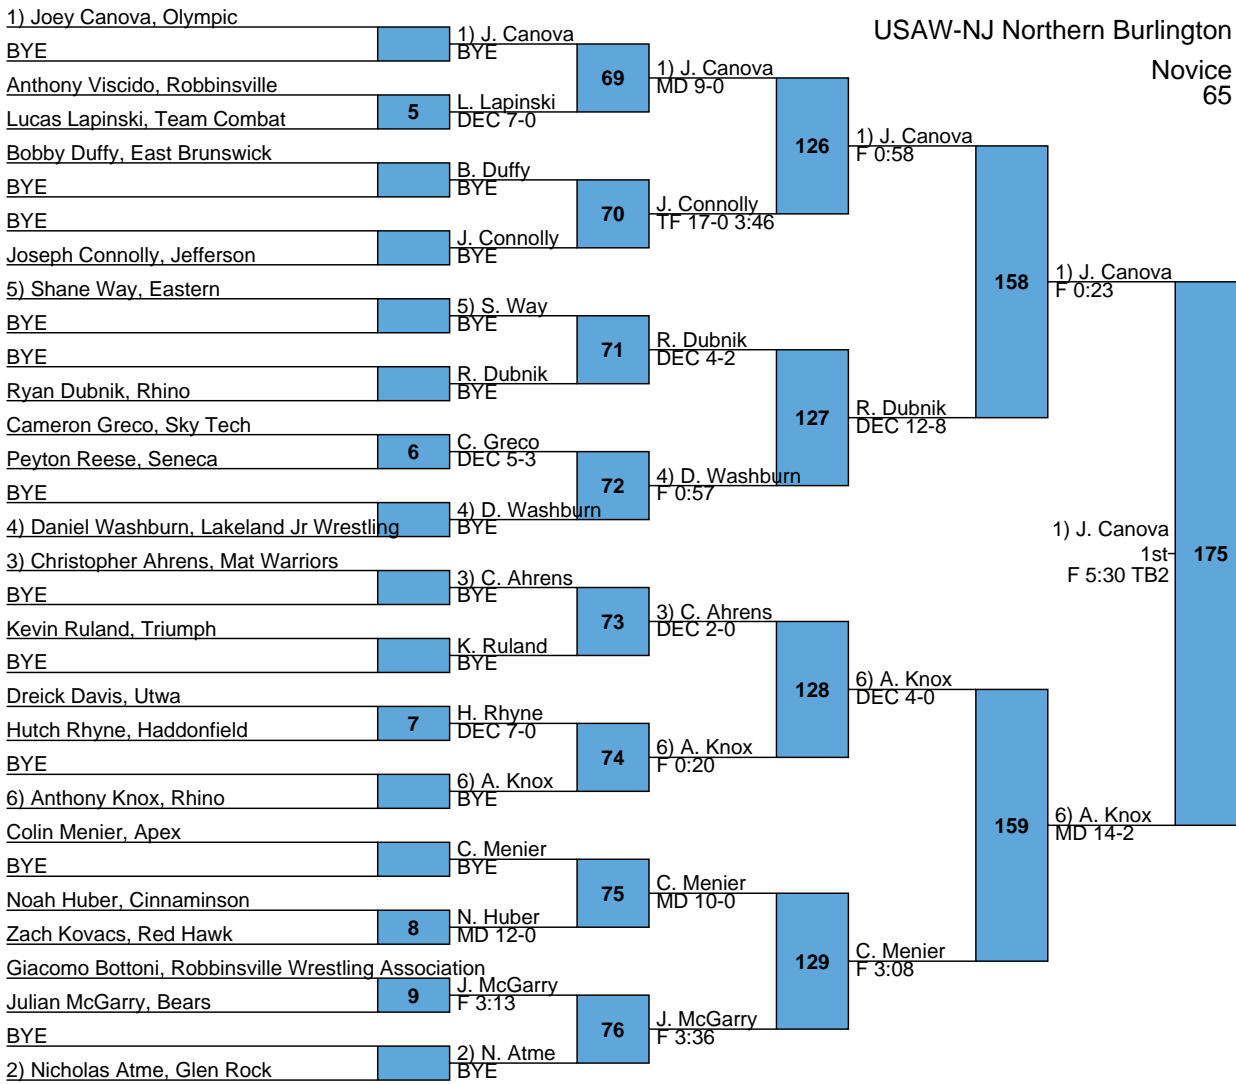 USAW-NJ Northern Burlington
Novice
65
1) Joey Canova, Olympic
BYE
Anthony Viscido, Robbinsville
Lucas Lapinski, Team Combat
Bobby Duffy, East Brunswick
BYE
BYE
Joseph Connolly, Jefferson
5) Shane Way, Eastern
BYE
BYE
Ryan Dubnik, Rhino
Cameron Greco, Sky Tech
Peyton Reese, Seneca
BYE
4) Daniel Washburn, Lakeland Jr Wrestling
3) Christopher Ahrens, Mat Warriors
BYE
Kevin Ruland, Triumph
BYE
Dreick Davis, Utwa
Hutch Rhyne, Haddonfield
BYE
6) Anthony Knox, Rhino
Colin Menier, Apex
BYE
Noah Huber, Cinnaminson
Zach Kovacs, Red Hawk
Giacomo Bottoni, Robbinsville Wrestling Association
Julian McGarry, Bears
BYE
2) Nicholas Atme, Glen Rock
5
6
7
8
9
1) J. Canova
BYE
L. Lapinski
DEC 7-0
B. Duffy
BYE
J. Connolly
BYE
5) S. Way
BYE
R. Dubnik
BYE
C. Greco
DEC 5-3
4) D. Washburn
BYE
3) C. Ahrens
BYE
K. Ruland
BYE
H. Rhyne
DEC 7-0
6) A. Knox
BYE
C. Menier
BYE
N. Huber
MD 12-0
J. McGarry
F 3:13
2) N. Atme
BYE
69
70
71
72
73
74
75
76
1) J. Canova
MD 9-0
J. Connolly
TF 17-0 3:46
R. Dubnik
DEC 4-2
4) D. Washburn
F 0:57
3) C. Ahrens
DEC 2-0
6) A. Knox
F 0:20
C. Menier
MD 10-0
J. McGarry
F 3:36
126
127
128
129
1) J. Canova
F 0:58
R. Dubnik
DEC 12-8
6) A. Knox
DEC 4-0
C. Menier
F 3:08
158
159
1) J. Canova
F 0:23
6) A. Knox
MD 14-2
1) J. Canova
1st
F 5:30 TB2
175